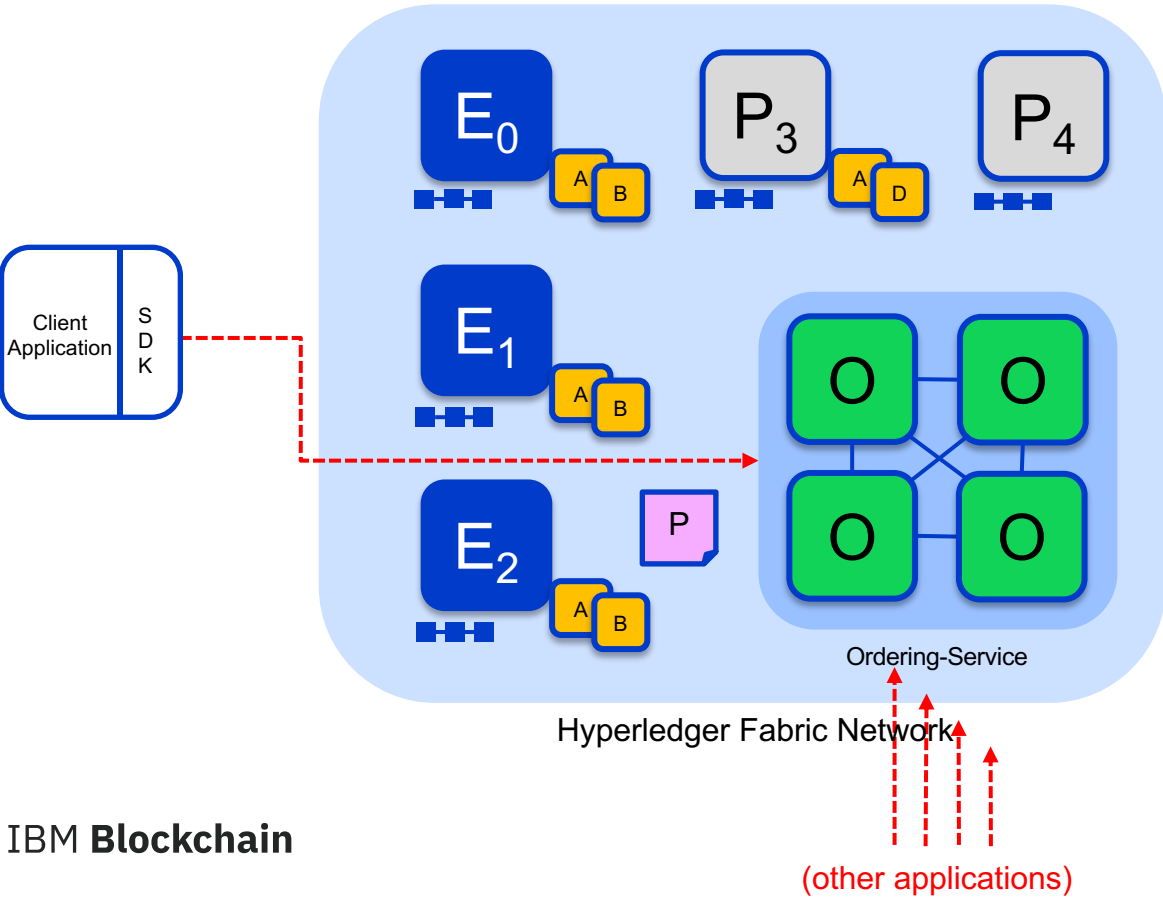 E0
A
B
P3
A
D
P4
Client
Application
S
D
K
E1
A
B
O
O
E2
A
B
P
O
O
Ordering-Service
Hyperledger Fabric Network
IBM Blockchain
(other applications)